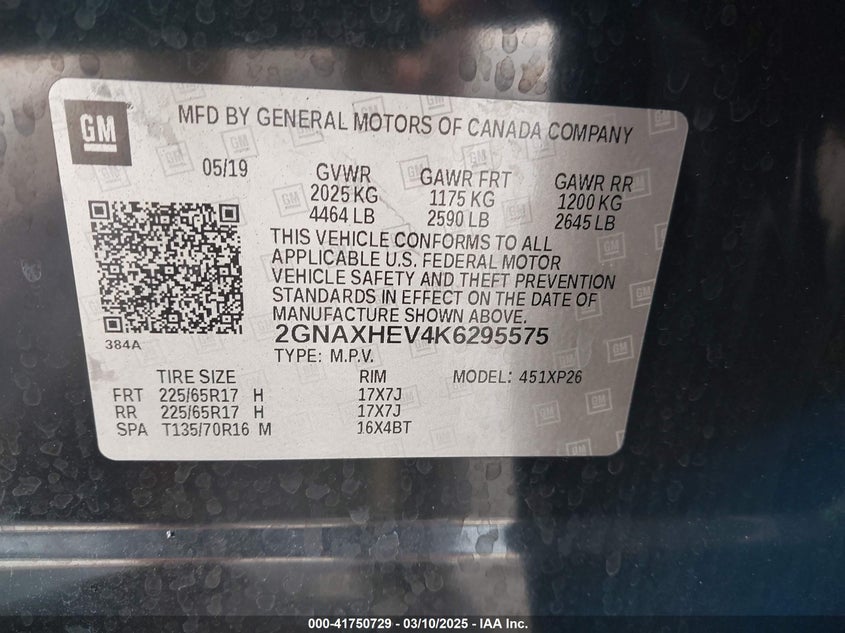 GM
MFD BY GENERAL MOTORS OF CANADA COMPANY
05/19
GVWR GAWR FRT GAWR RR
2025 KG 1175 KG 1200 KG
4464 LB 2590 LB 2645 LB
THIS VEHICLE CONFORMS TO ALL
APPLICABLE U.S. FEDERAL MOTOR
VEHICLE SAFETY AND THEFT PREVENTION
STANDARDS IN EFFECT ON THE DATE OF
MANUFACTURE SHOWN ABOVE.
384A
2GNAXHEV4K6295575
TYPE: M.P.V.
TIRE SIZE RIM MODEL: 451XP26
FRT 225/65R17 H 17X7J
RR 225/65R17 H 17X7J
SPA T135/70R16 M 16X4BT
000-41750729 - 03/10/2025 - IAA Inc.